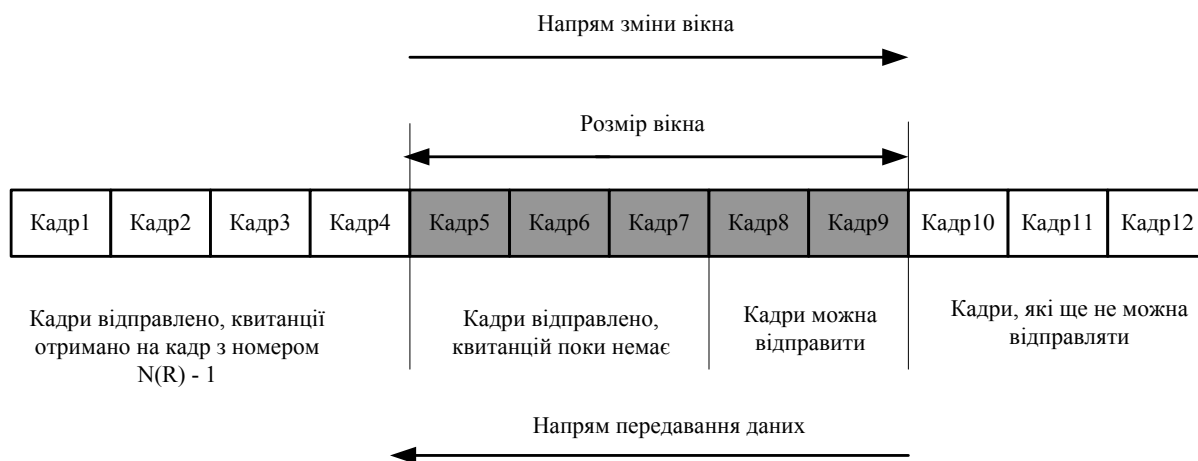 Напрям зміни вікна
Розмір вікна
Кадр1 Кадр2 Кадр3 Кадр4 Кадр5 Кадр6 Кадр7 Кадр8 Кадр9 Кадр10 Кадр11 Кадр12
Кадри відправлено, квитанції
отримано на кадр з номером
N(R) - 1
Кадри відправлено,
квитанцій поки немає
Кадри можна
відправити
Кадри, які ще не можна
відправляти
Напрям передавання даних